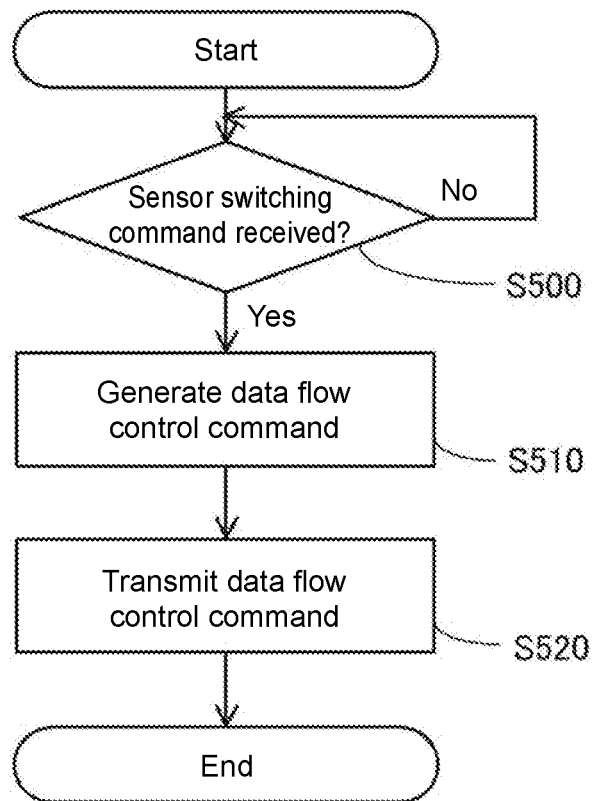 Start
Sensor switching
command received?
No
S500
Yes
Generate data flow
control command
S510
Transmit data flow
control command
S520
End